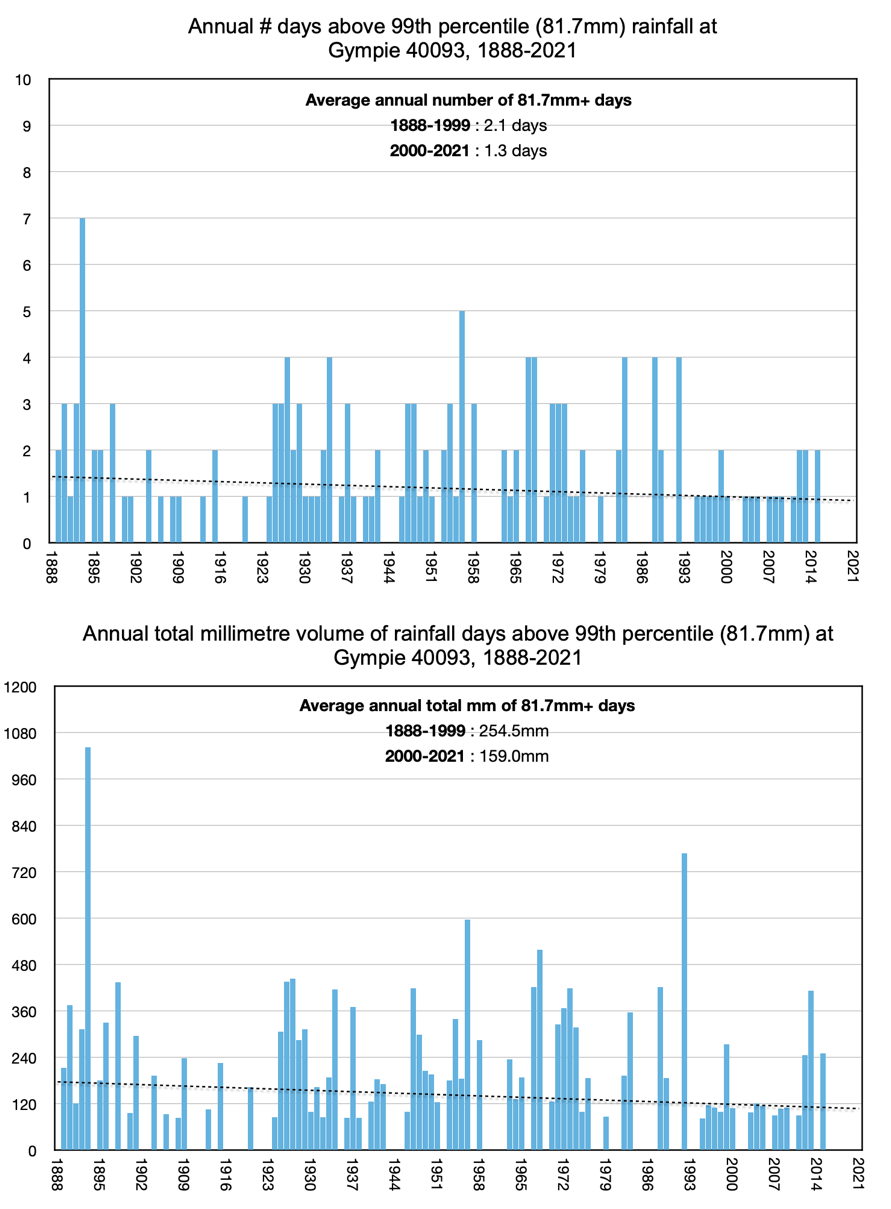 Annual # days above 99th percentile (81.7mm) rainfall at
Gympie 40093, 1888-2021
10
Average annual number of 81.7mm+ days
9
1888-1999 : 2.1 days
2000-2021 : 1.3 days
8
7
6
5
4
3
2
1
0
1888 1895 1902 1909 1916 1923 1930 1937 1944 1951 1958 1965 1972 1979 1986 1993 2000 2007 2014 2021
Annual total millimetre volume of rainfall days above 99th percentile (81.7mm) at
Gympie 40093, 1888-2021
1200
Average annual total mm of 81.7mm+ days
1080
1888-1999 : 254.5mm
2000-2021 : 159.0mm
960
840
720
600
480
360
240
120
0
1888 1895 1902 1909 1916 1923 1930 1937 1944 1951 1958 1965 1972 1979 1986 1993 2000 2007 2014 2021